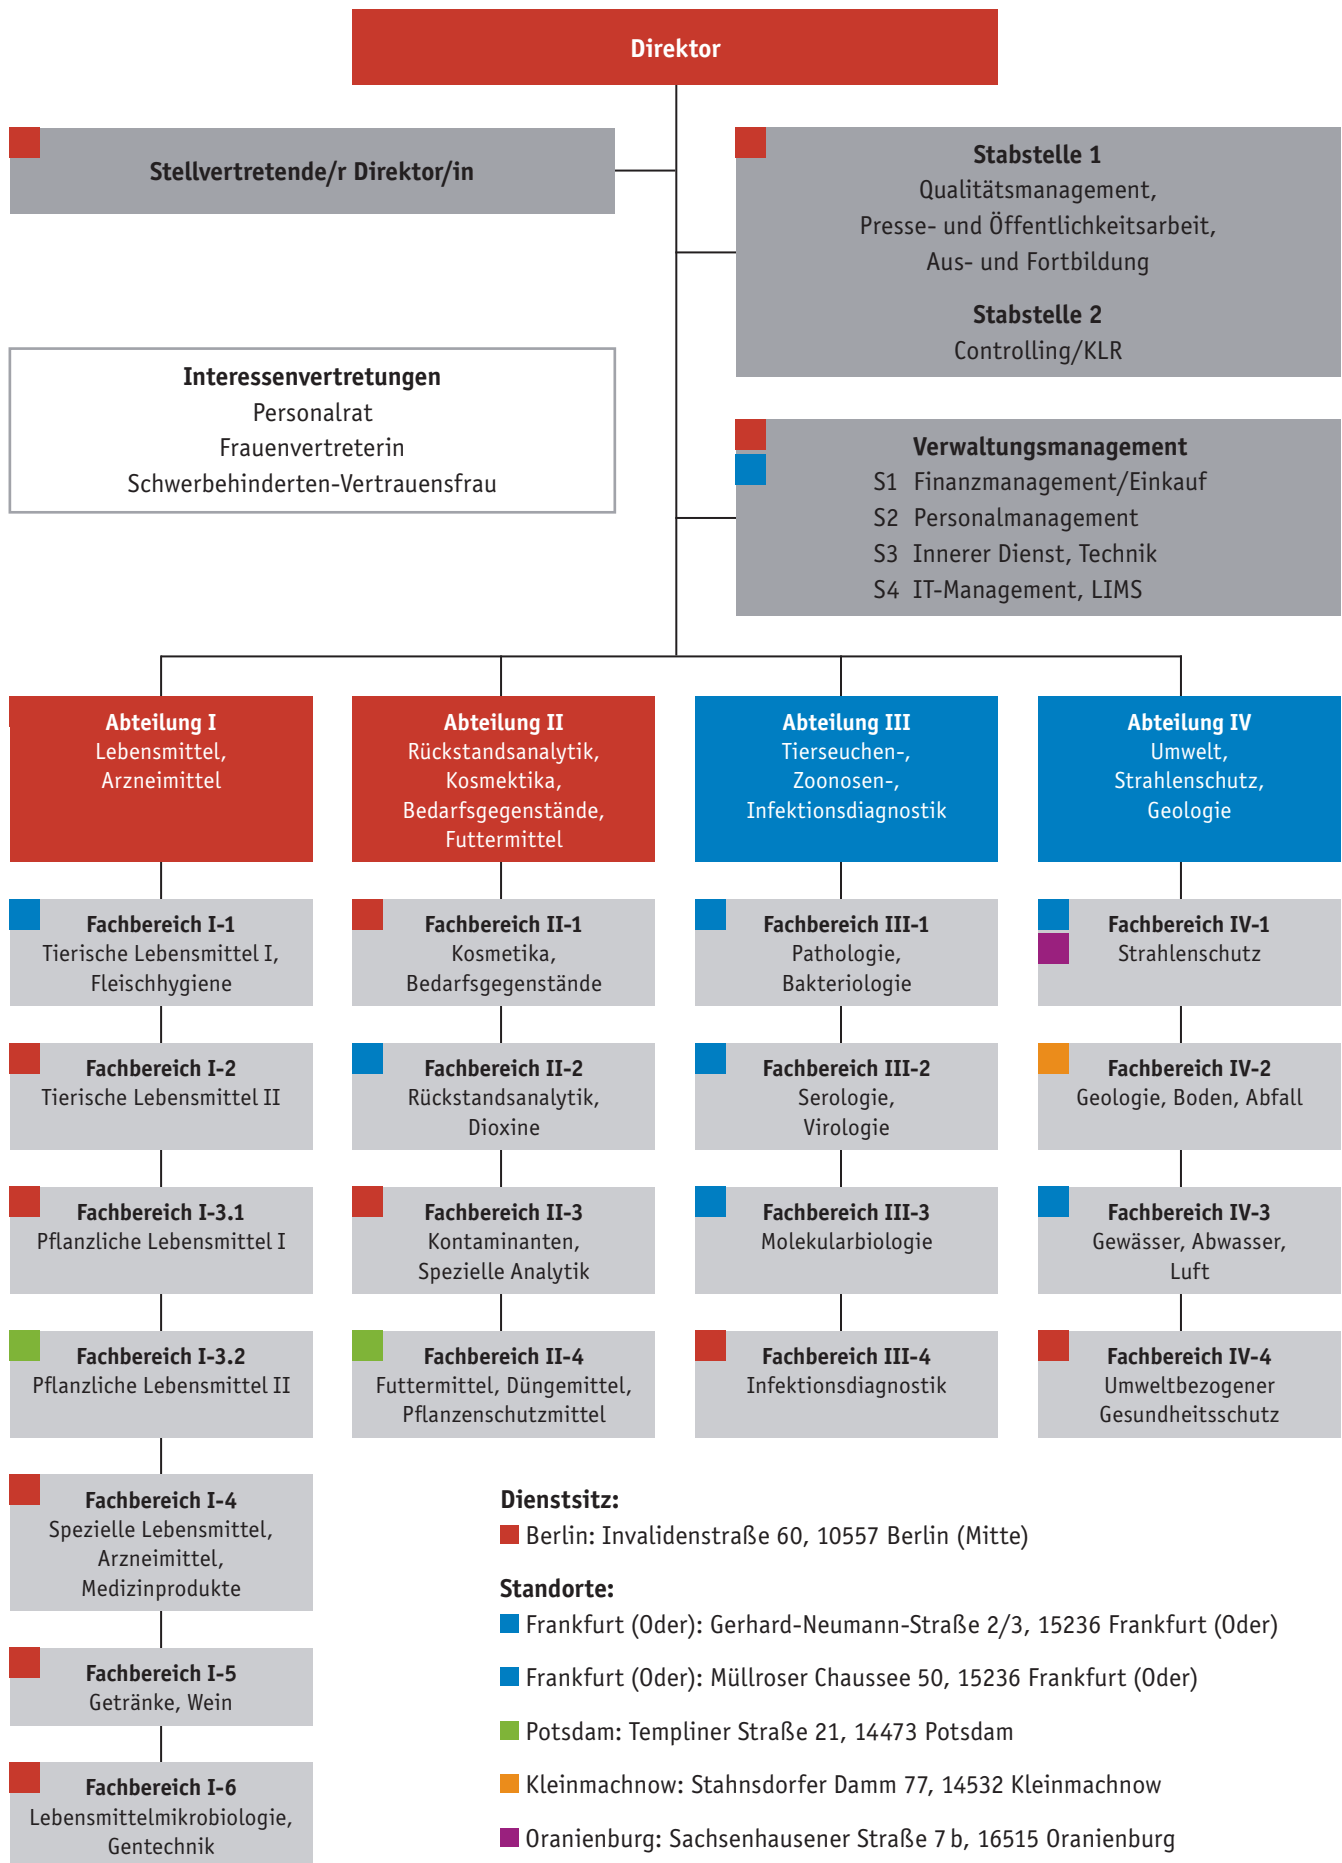 Direktor
Stellvertretende/r Direktor/in
Stabstelle 1
Qualitätsmanagement,
Presse- und Öffentlichkeitsarbeit,
Aus- und Fortbildung
Stabstelle 2
Controlling/KLR
Interessenvertretungen
Personalrat
Frauenvertreterin
Schwerbehinderten-Vertrauensfrau
Verwaltungsmanagement
S1 Finanzmanagement/Einkauf
S2 Personalmanagement
S3 Innerer Dienst, Technik
S4 IT-Management, LIMS
Abteilung I
Lebensmittel,
Arzneimittel
Abteilung II
Rückstandsanalytik,
Kosmektika,
Bedarfsgegenstände,
Futtermittel
Abteilung III
Tierseuchen-,
Zoonosen-,
Infektionsdiagnostik
Abteilung IV
Umwelt,
Strahlenschutz,
Geologie
Fachbereich I-1
Tierische Lebensmittel I,
Fleischhygiene
Fachbereich II-1
Kosmetika,
Bedarfsgegenstände
Fachbereich III-1
Pathologie,
Bakteriologie
Fachbereich IV-1
Strahlenschutz
Fachbereich I-2
Tierische Lebensmittel II
Fachbereich II-2
Rückstandsanalytik,
Dioxine
Fachbereich III-2
Serologie,
Virologie
Fachbereich IV-2
Geologie, Boden, Abfall
Fachbereich I-3.1
Pflanzliche Lebensmittel I
Fachbereich II-3
Kontaminanten,
Spezielle Analytik
Fachbereich III-3
Molekularbiologie
Fachbereich IV-3
Gewässer, Abwasser,
Luft
Fachbereich I-3.2
Pflanzliche Lebensmittel II
Fachbereich II-4
Futtermittel, Düngemittel,
Pflanzenschutzmittel
Fachbereich III-4
Infektionsdiagnostik
Fachbereich IV-4
Umweltbezogener
Gesundheitsschutz
Fachbereich I-4
Spezielle Lebensmittel,
Arzneimittel,
Medizinprodukte
Fachbereich I-5
Getränke, Wein
Fachbereich I-6
Lebensmittelmikrobiologie,
Gentechnik
Dienstsitz:
Berlin: Invalidenstraße 60, 10557 Berlin (Mitte)
Standorte:
Frankfurt (Oder): Gerhard-Neumann-Straße 2/3, 15236 Frankfurt (Oder)
Frankfurt (Oder): Müllroser Chaussee 50, 15236 Frankfurt (Oder)
Potsdam: Templiner Straße 21, 14473 Potsdam
Kleinmachnow: Stahnsdorfer Damm 77, 14532 Kleinmachnow
Oranienburg: Sachsenhausener Straße 7 b, 16515 Oranienburg